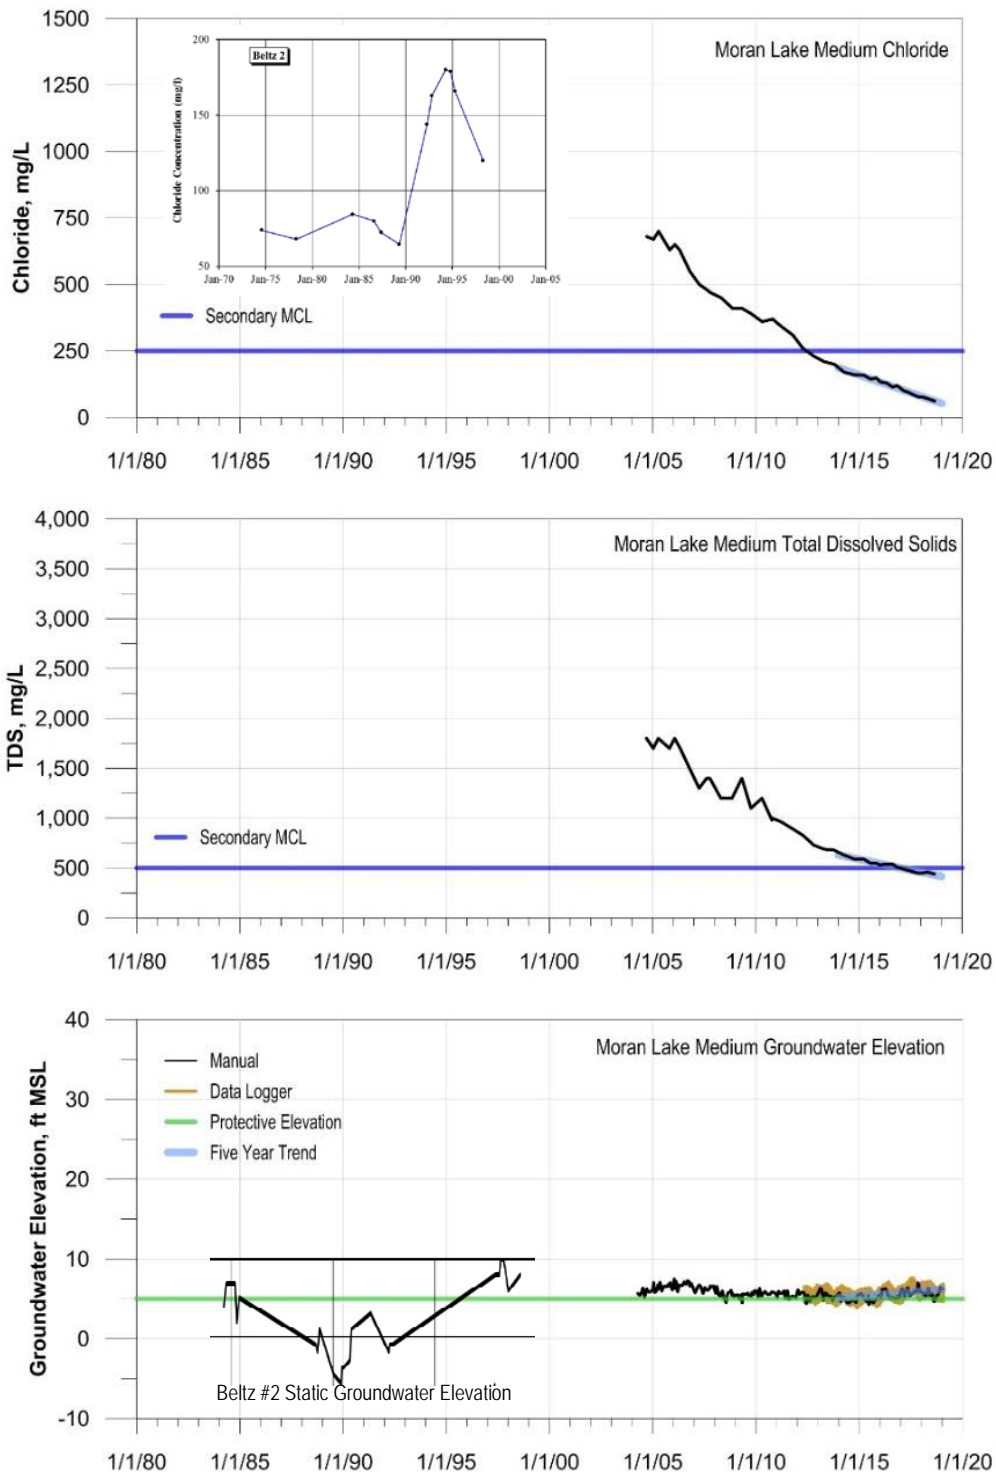 Moran Lake Medium Chloride
Chloride, mg/L
1500
1250
1000
750
500
250
0
Beltz 2
Chloride Concentration (mg/l)
200
150
100
50
Jan-70 Jan-75 Jan-80 Jan-85 Jan-90 Jan-95 Jan-00 Jan-05
Secondary MCL
1/1/80 1/1/85 1/1/90 1/1/95 1/1/00 1/1/05 1/1/10 1/1/15 1/1/20
Moran Lake Medium Total Dissolved Solids
TDS, mg/L
4,000
3,500
3,000
2,500
2,000
1,500
1,000
500
0
Secondary MCL
1/1/80 1/1/85 1/1/90 1/1/95 1/1/00 1/1/05 1/1/10 1/1/15 1/1/20
Moran Lake Medium Groundwater Elevation
Groundwater Elevation, ft MSL
40
30
20
10
0
-10
Manual
Data Logger
Protective Elevation
Five Year Trend
Beltz #2 Static Groundwater Elevation
1/1/80 1/1/85 1/1/90 1/1/95 1/1/00 1/1/05 1/1/10 1/1/15 1/1/20